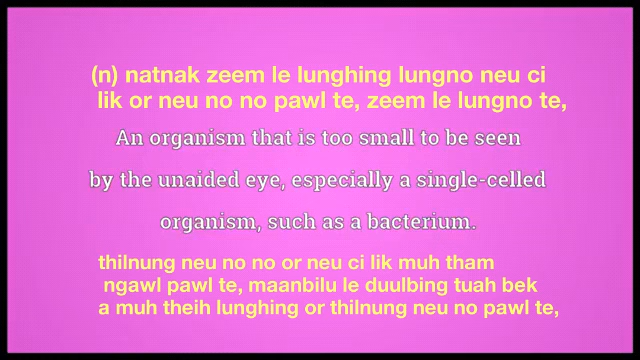 (n) natnak zeem le lunghing lungno neu ci
lik or neu no no pawl te, zeem le lungno te,
An organism that is too small to be seen
by the unaided eye, especially a single-celled
organism, such as a bacterium.
thilnung neu no no or neu ci lik muh tham
ngawl pawl te, maanbilu le duulbing tuah bek
a muh theih lunghing or thilnung neu no pawl te,